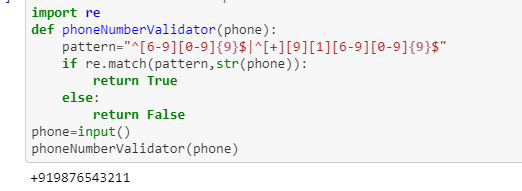 import re
def phoneNumberValidator(phone):
    pattern="^[6-9][0-9]{9}$|^[+][9][1][6-9][0-9]{9}$"
    if re.match(pattern,str(phone)):
        return True
    else:
        return False
phone=input()
phoneNumberValidator(phone)
+919876543211